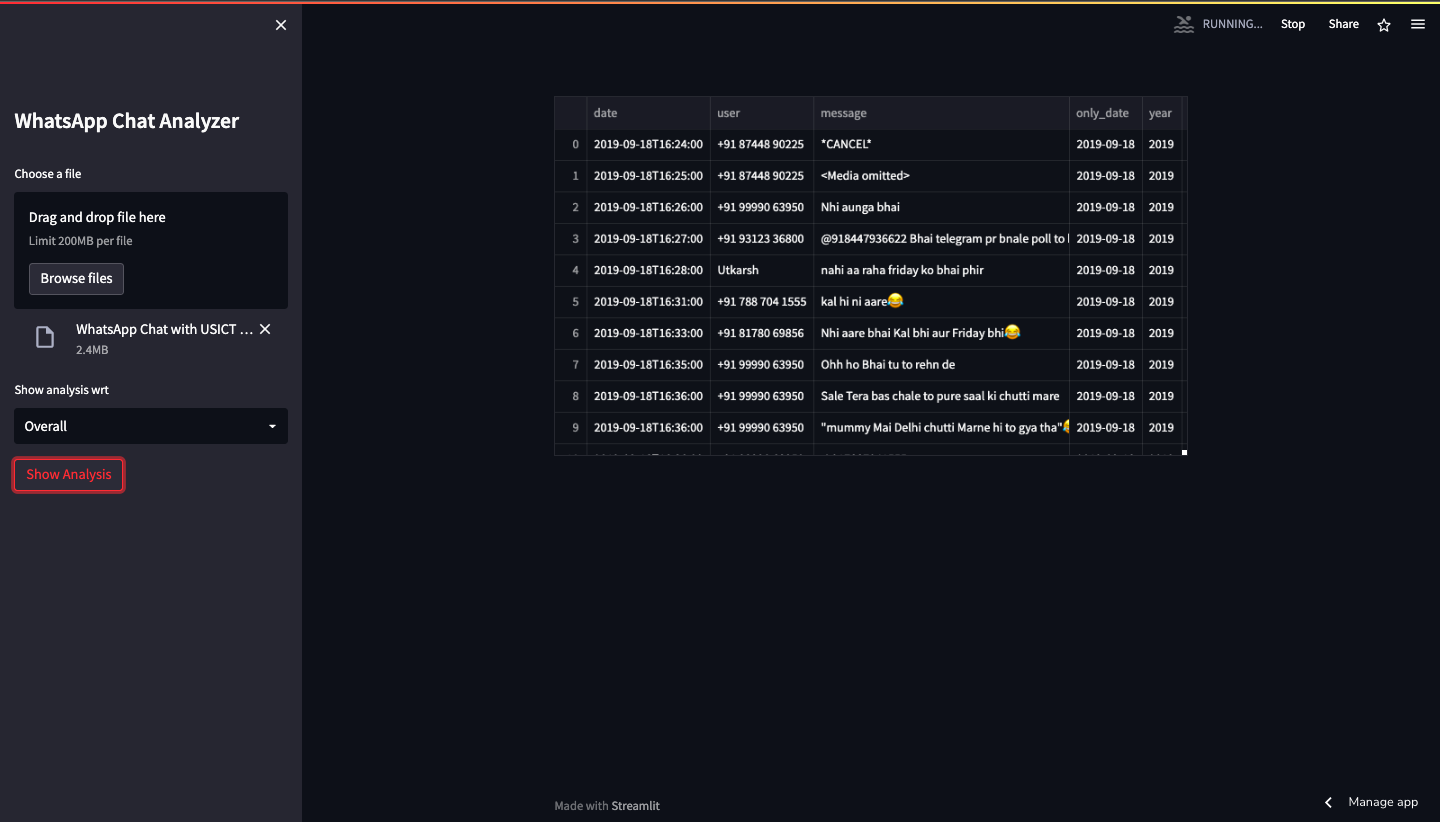 RUNNING...
Stop
Share
WhatsApp Chat Analyzer
Choose a file
Drag and drop file here
Limit 200MB per file
Browse files
WhatsApp Chat with USICT ...
2.4MB
Show analysis wrt
Overall
Show Analysis
date user message only_date year
0 2019-09-18T16:24:00 +91 87448 90225 *CANCEL* 2019-09-18 2019
1 2019-09-18T16:25:00 +91 87448 90225 <Media omitted> 2019-09-18 2019
2 2019-09-18T16:26:00 +91 99990 63950 Nhi aunga bhai 2019-09-18 2019
3 2019-09-18T16:27:00 +91 93123 36800 @918447936622 Bhai telegram pr bnale poll to 2019-09-18 2019
4 2019-09-18T16:28:00 Utkarsh nahi aa raha friday ko bhai phir 2019-09-18 2019
5 2019-09-18T16:31:00 +91 788 704 1555 kal hi ni aare😂 2019-09-18 2019
6 2019-09-18T16:33:00 +91 81780 69856 Nhi aare bhai Kal bhi aur Friday bhi😂 2019-09-18 2019
7 2019-09-18T16:35:00 +91 99990 63950 Ohh ho Bhai tu to rehn de 2019-09-18 2019
8 2019-09-18T16:36:00 +91 99990 63950 Sale Tera bas chale to pure saal ki chutti mare 2019-09-18 2019
9 2019-09-18T16:36:00 +91 99990 63950 "mummy Mai Delhi chutti Marne hi to gya tha"😂 2019-09-18 2019
Made with Streamlit
Manage app